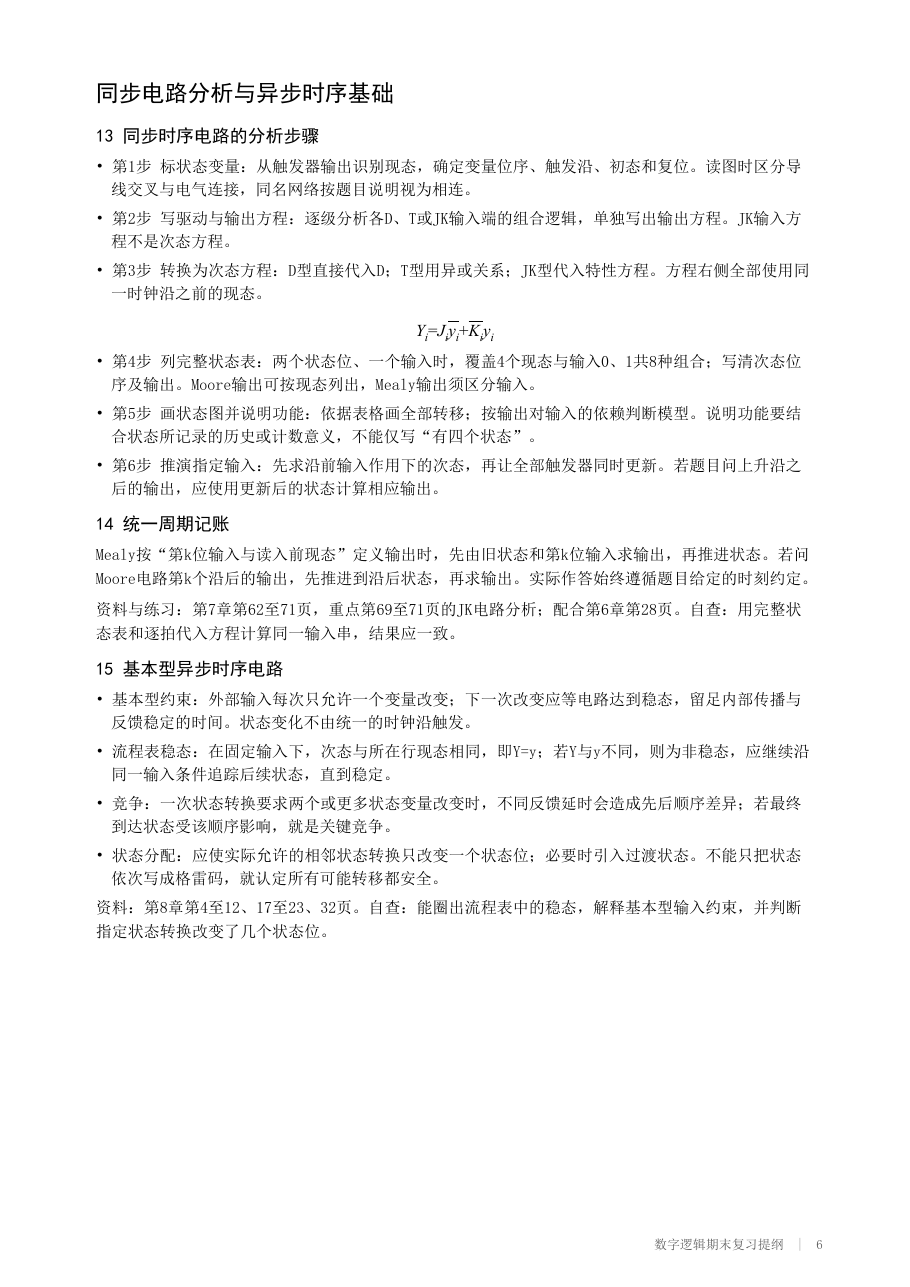 同步电路分析与异步时序基础
13 同步时序电路的分析步骤
• 第1步 标状态变量：从触发器输出识别现态，确定变量位序、触发沿、初态和复位。读图时区分导
线交叉与电气连接，同名网络按题目说明视为相连。
• 第2步 写驱动与输出方程：逐级分析各D、T或JK输入端的组合逻辑，单独写出输出方程。JK输入方
程不是次态方程。
• 第3步 转换为次态方程：D型直接代入D；T型用异或关系；JK型代入特性方程。方程右侧全部使用同
一时钟沿之前的现态。
Yᵢ=Jᵢy̅ᵢ+K̅ᵢyᵢ
• 第4步 列完整状态表：两个状态位、一个输入时，覆盖4个现态与输入0、1共8种组合；写清次态位
序及输出。Moore输出可按现态列出，Mealy输出须区分输入。
• 第5步 画状态图并说明功能：依据表格画全部转移；按输出对输入的依赖判断模型。说明功能要结
合状态所记录的历史或计数意义，不能仅写“有四个状态”。
• 第6步 推演指定输入：先求沿前输入作用下的次态，再让全部触发器同时更新。若题目问上升沿之
后的输出，应使用更新后的状态计算相应输出。
14 统一周期记账
Mealy按“第k位输入与读入前现态”定义输出时，先由旧状态和第k位输入求输出，再推进状态。若问
Moore电路第k个沿后的输出，先推进到沿后状态，再求输出。实际作答始终遵循题目给定的时刻约定。
资料与练习：第7章第62至71页，重点第69至71页的JK电路分析；配合第6章第28页。自查：用完整状
态表和逐拍代入方程计算同一输入串，结果应一致。
15 基本型异步时序电路
• 基本型约束：外部输入每次只允许一个变量改变；下一次改变应等电路达到稳态，留足内部传播与
反馈稳定的时间。状态变化不由统一的时钟沿触发。
• 流程表稳态：在固定输入下，次态与所在行现态相同，即Y=y；若Y与y不同，则为非稳态，应继续沿
同一输入条件追踪后续状态，直到稳定。
• 竞争：一次状态转换要求两个或更多状态变量改变时，不同反馈延时会造成先后顺序差异；若最终
到达状态受该顺序影响，就是关键竞争。
• 状态分配：应使实际允许的相邻状态转换只改变一个状态位；必要时引入过渡状态。不能只把状态
依次写成格雷码，就认定所有可能转移都安全。
资料：第8章第4至12、17至23、32页。自查：能圈出流程表中的稳态，解释基本型输入约束，并判断
指定状态转换改变了几个状态位。
数字逻辑期末复习提纲 | 6